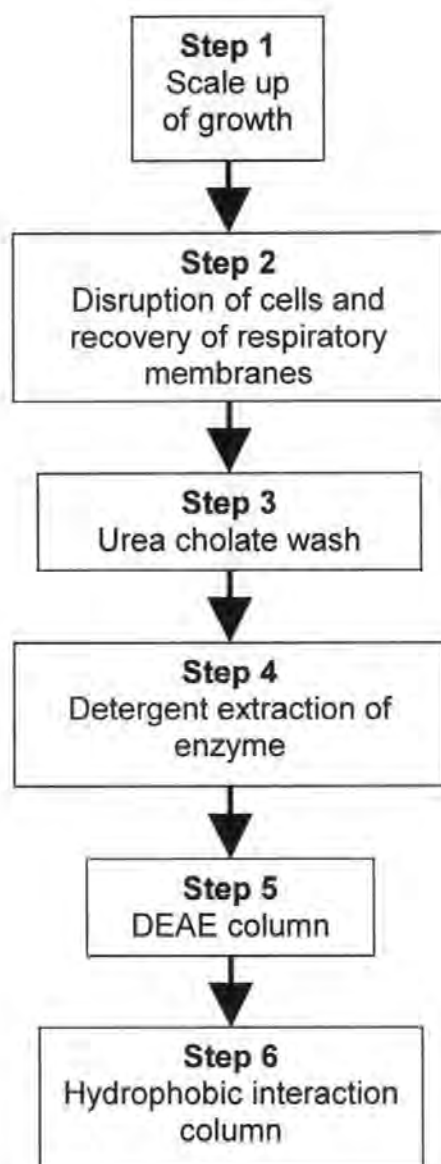 Step 1
Scale up
of growth
Step 2
Disruption of cells and
recovery of respiratory
membranes
Step 3
Urea cholate wash
Step 4
Detergent extraction of
enzyme
Step 5
DEAE column
Step 6
Hydrophobic interaction
column